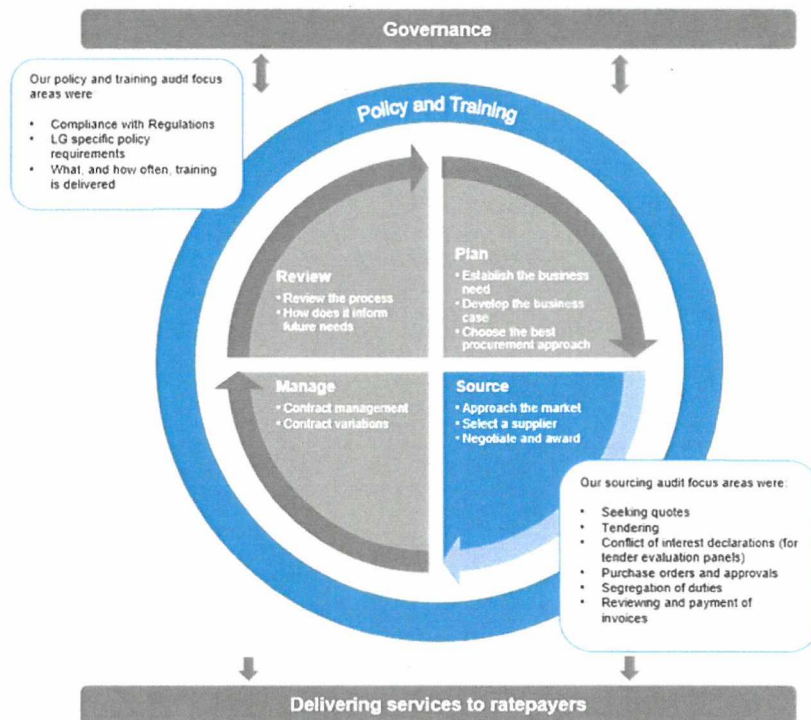 Governance
Our policy and training audit focus
areas were
• Compliance with Regulations
• LG specific policy
requirements
• What, and how often, training
is delivered
Policy and Training
Review
• Review the process
• How does it inform
future needs
Plan
• Establish the business
need
• Develop the business
case
• Choose the best
procurement approach
Manage
• Contract management
• Contract variations
Source
• Approach the market
• Select a supplier
• Negotiate and award
Our sourcing audit focus areas were:
• Seeking quotes
• Tendering
• Conflict of interest declarations (for
tender evaluation panels)
• Purchase orders and approvals
• Segregation of duties
• Reviewing and payment of
invoices
Delivering services to ratepayers